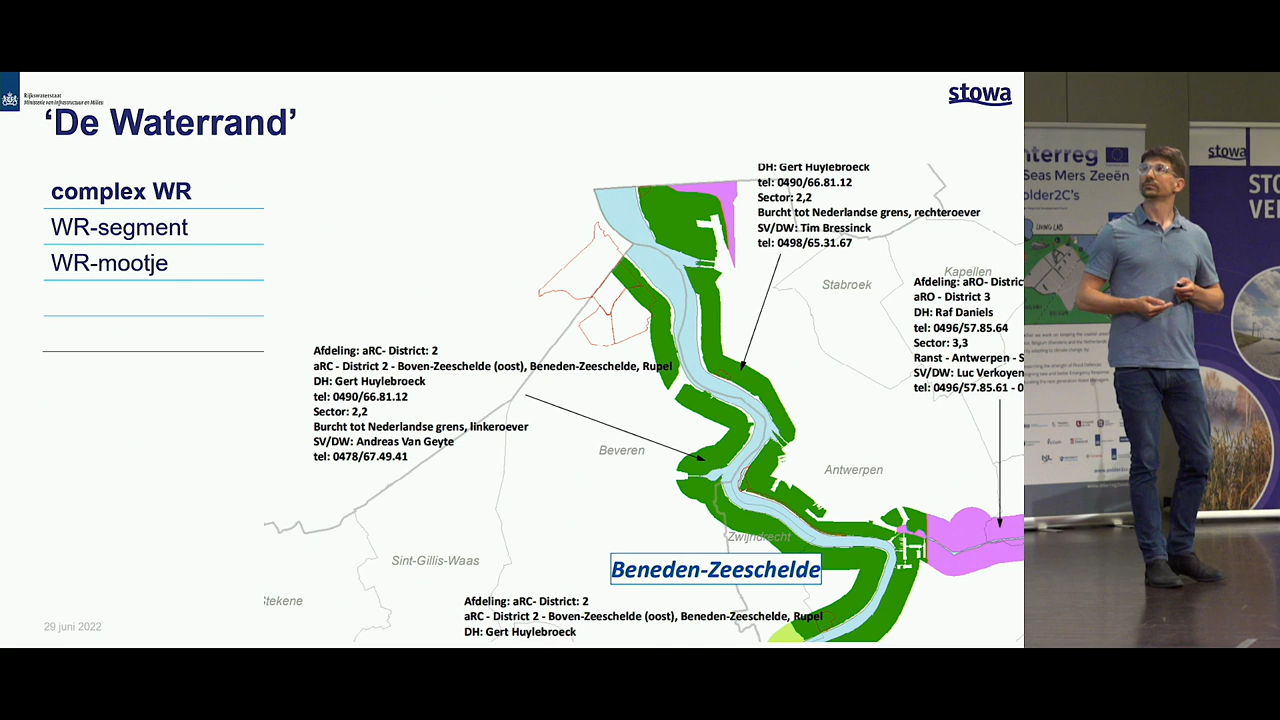 Rijkswaterstaat
Ministerie van Infrastructuur en Milieu
stowa
'De Waterrand'
complex WR
WR-segment
WR-mootje
DH: Gert Huylebroeck
tel: 0490/66.81.12
Sector: 2,2
Burcht tot Nederlandse grens, rechteroever
SV/DW: Tim Bressinck
tel: 0498/65.31.67
Stabroek
Kapellen
Afdeling: aRO- Distric
aRO - District 3
DH: Raf Daniels
tel: 0496/57.85.64
Sector: 3,3
Ranst - Antwerpen - S
SV/DW: Luc Verkoyen
tel: 0496/57.85.61 - 0
Afdeling: aRC- District: 2
aRC - District 2 - Boven-Zeeschelde (oost), Beneden-Zeeschelde, Rupel
DH: Gert Huylebroeck
tel: 0490/66.81.12
Sector: 2,2
Burcht tot Nederlandse grens, linkeroever
SV/DW: Andreas Van Geyte
tel: 0478/67.49.41
Beveren
Antwerpen
Zwijndrecht
Sint-Gillis-Waas
Stekene
Beneden-Zeeschelde
Afdeling: aRC- District: 2
aRC - District 2 - Boven-Zeeschelde (oost), Beneden-Zeeschelde, Rupel
DH: Gert Huylebroeck
29 juni 2022
nterreg
Seas Mers Zeeën
older2C's
LIVING LAB
stowa
STO
VER